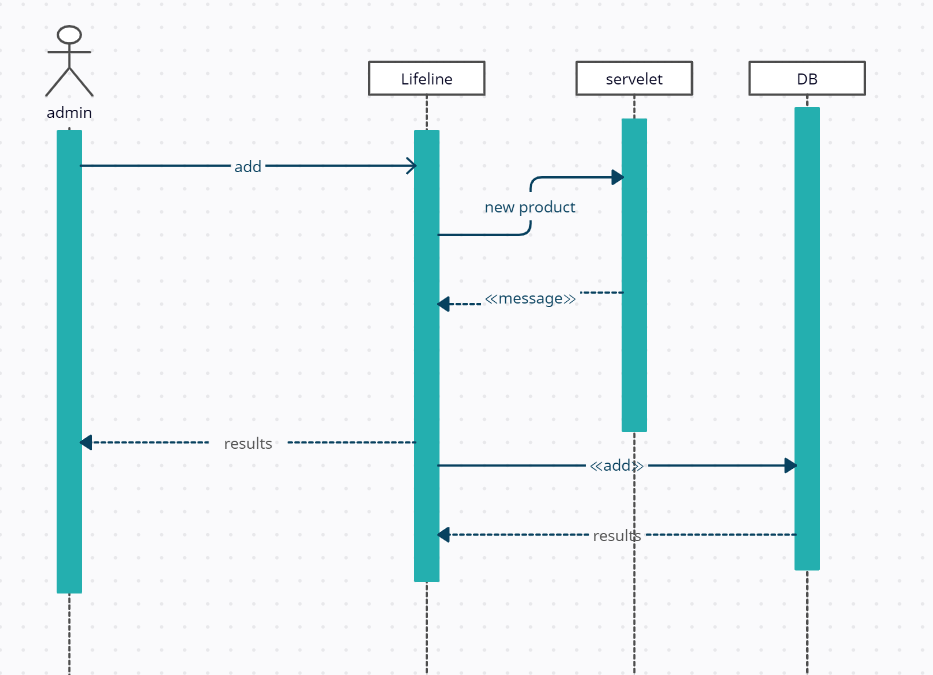 admin
Lifeline
servelet
DB
add
new product
≪message≫
results
≪add≫
results